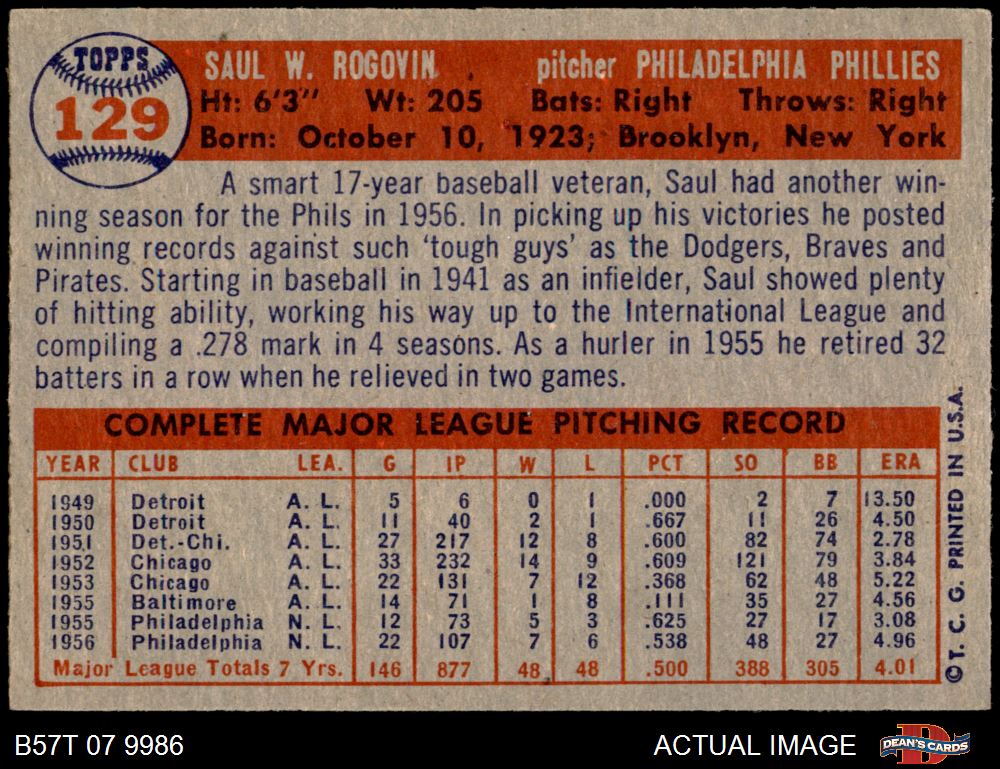 TOPPS
129
SAUL W. ROGOVIN pitcher PHILADELPHIA PHILLIES
Ht: 6'3" Wt: 205 Bats: Right Throws: Right
Born: October 10, 1923; Brooklyn, New York
A smart 17-year baseball veteran, Saul had another win-
ning season for the Phils in 1956. In picking up his victories he posted
winning records against such 'tough guys' as the Dodgers, Braves and
Pirates. Starting in baseball in 1941 as an infielder, Saul showed plenty
of hitting ability, working his way up to the International League and
compiling a .278 mark in 4 seasons. As a hurler in 1955 he retired 32
batters in a row when he relieved in two games.
COMPLETE MAJOR LEAGUE PITCHING RECORD
YEAR CLUB LEA. G IP W L PCT SO BB ERA
1949 Detroit A. L. 5 6 0 1 .000 2 7 13.50
1950 Detroit A. L. 11 40 2 1 .667 11 26 4.50
1951 Det.-Chi. A. L. 27 217 12 8 .600 82 74 2.78
1952 Chicago A. L. 33 232 14 9 .609 121 79 3.84
1953 Chicago A. L. 22 131 7 12 .368 62 48 5.22
1955 Baltimore A. L. 14 71 1 8 .111 35 27 4.56
1955 Philadelphia N. L. 12 73 5 3 .625 27 17 3.08
1956 Philadelphia N. L. 22 107 7 6 .538 48 27 4.96
Major League Totals 7 Yrs. 146 877 48 48 .500 388 305 4.01
© T. C. G. PRINTED IN U.S.A.
B57T 07 9986 ACTUAL IMAGE
DEAN'S CARDS